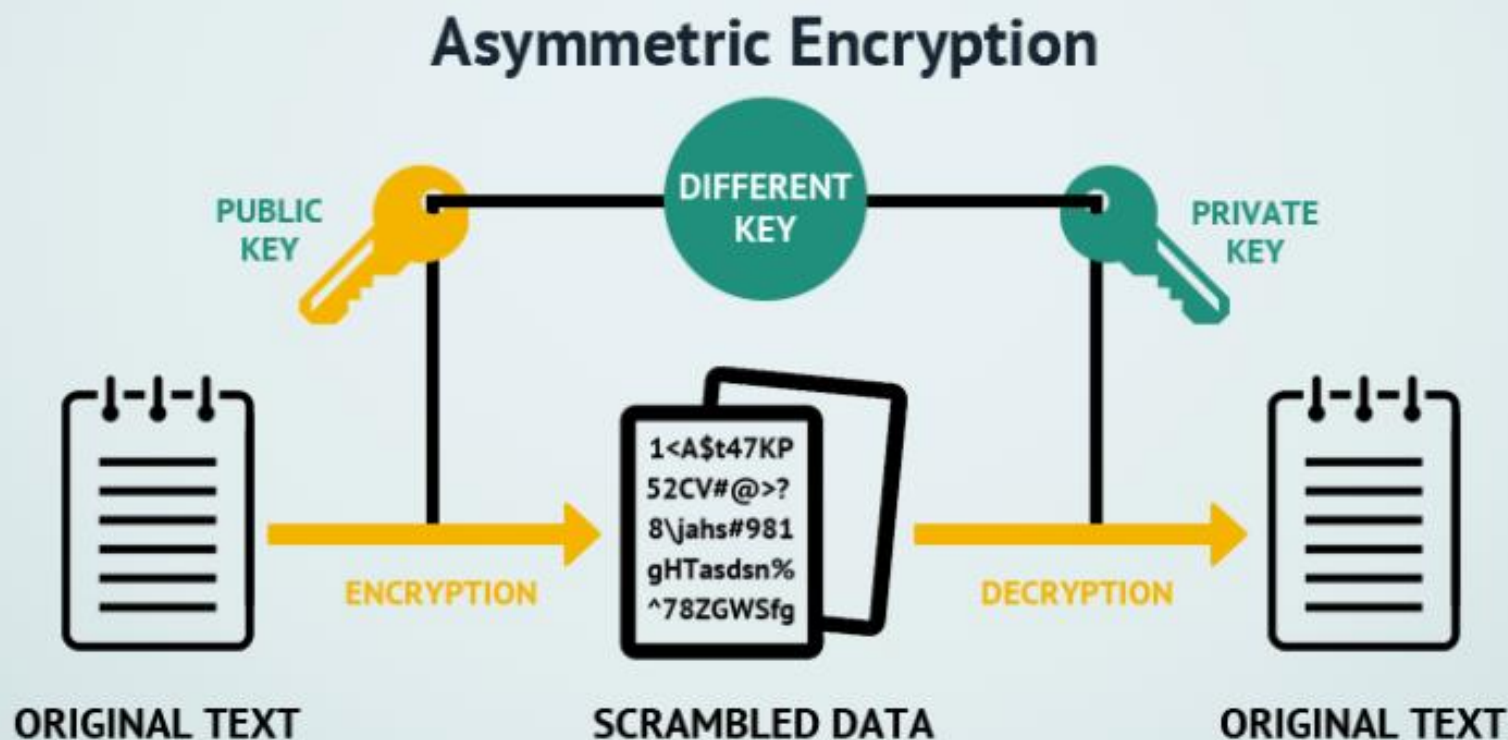 Asymmetric Encryption
PUBLIC
KEY
DIFFERENT
KEY
PRIVATE
KEY
1<A$t47KP
52CV#@>?
8\jahs#981
gHTasdsn%
^78ZGWSfg
ENCRYPTION
DECRYPTION
ORIGINAL TEXT
SCRAMBLED DATA
ORIGINAL TEXT